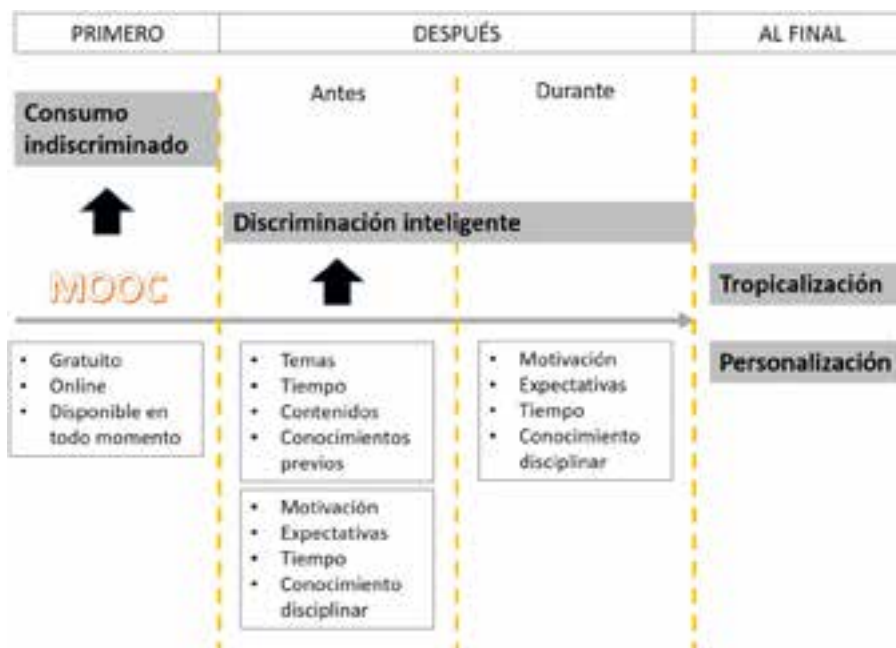 PRIMERO
DESPUÉS
AL FINAL
Antes
Durante
Consumo
indiscriminado
Discriminación inteligente
MOOC
Tropicalización
Personalización
• Gratuito
• Online
• Disponible en
todo momento
• Temas
• Tiempo
• Contenidos
• Conocimientos
previos
• Motivación
• Expectativas
• Tiempo
• Conocimiento
disciplinar
• Motivación
• Expectativas
• Tiempo
• Conocimiento
disciplinar